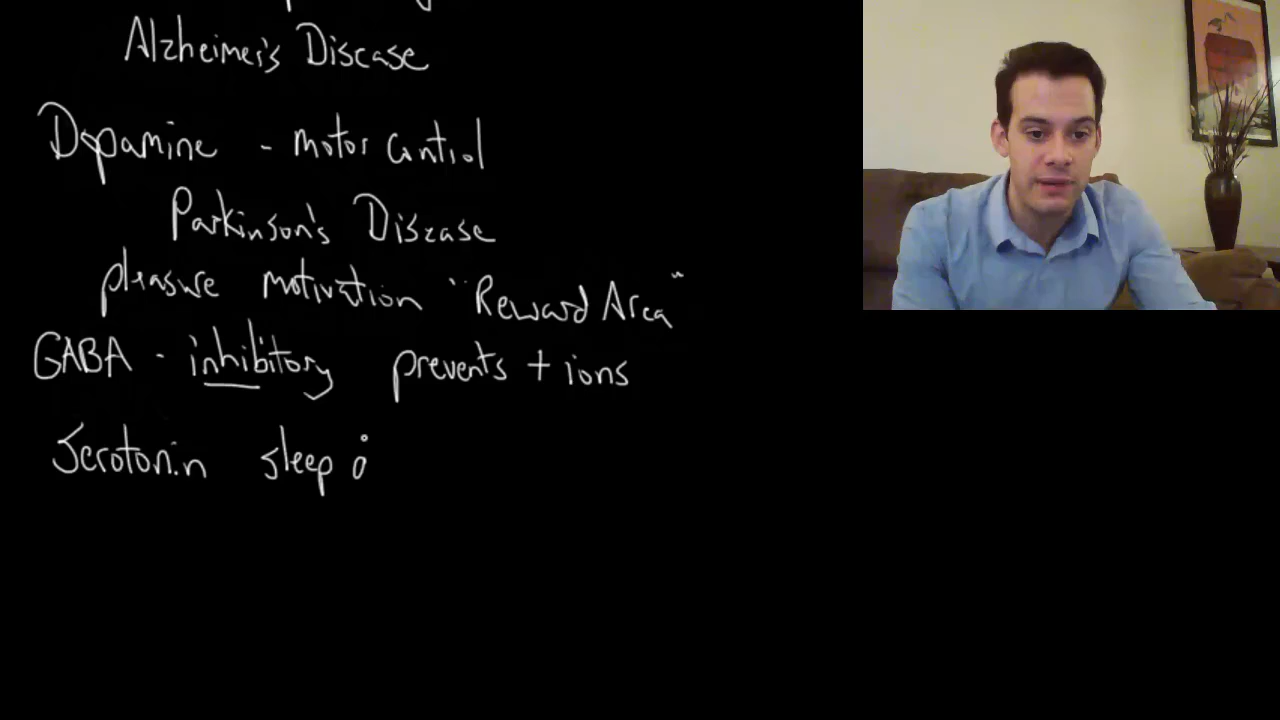 Alzheimer's Disease
Dopamine - motor control
Parkinson's Disease
pleasure motivation "Reward Area"
GABA - inhibitory prevents + ions
Serotonin sleep